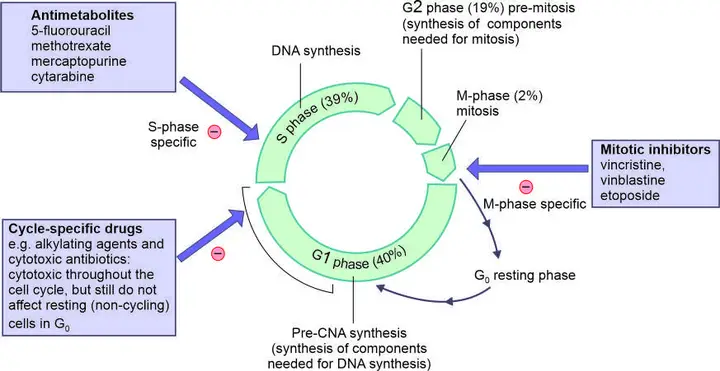 Antimetabolites
5-fluorouracil
methotrexate
mercaptopurine
cytarabine
S-phase
specific
DNA synthesis
G2 phase (19%) pre-mitosis
(synthesis of components
needed for mitosis)
S phase (39%)
M-phase (2%)
mitosis
Mitotic inhibitors
vincristine,
vinblastine
etoposide
M-phase specific
Cycle-specific drugs
e.g. alkylating agents and
cytotoxic antibiotics:
cytotoxic throughout the
cell cycle, but still do not
affect resting (non-cycling)
cells in G₀
G1 phase (40%)
G₀ resting phase
Pre-CNA synthesis
(synthesis of components
needed for DNA synthesis)